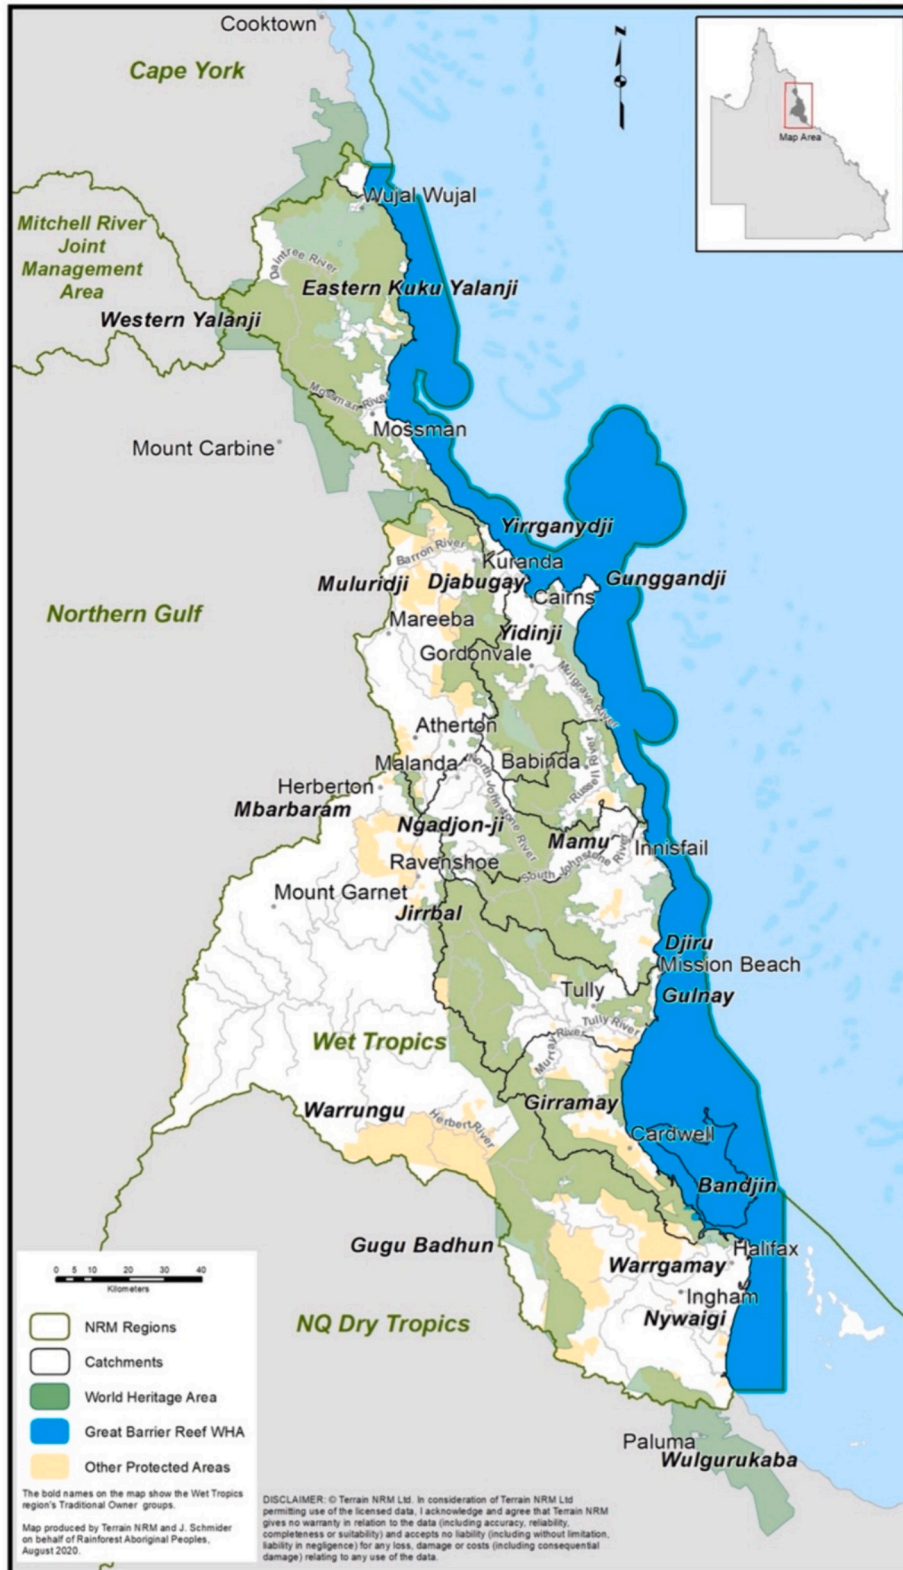 Cooktown
Cape York
N
Map Area
Wujal Wujal
Mitchell River
Joint
Management
Area
Daintree River
Eastern Kuku Yalanji
Western Yalanji
Mossman River
Mossman
Mount Carbine
Yirrganydji
Barron River
Kuranda
Muluridji
Djabugay
Gunggandji
Cairns
Northern Gulf
Mareeba
Yidinji
Gordonvale
Mulgrave River
Atherton
Malanda
Babinda
North Johnstone River
Russell River
Herberton
Mbarbaram
Ngadjon-ji
Mamu
Innisfail
Ravenshoe
South Johnstone River
Mount Garnet
Jirrbal
Djiru
Mission Beach
Tully
Gulnay
Tully River
Murray River
Wet Tropics
Warrungu
Herbert River
Girramay
Cardwell
Bandjin
Gugu Badhun
Halifax
Warrgamay
Ingham
Nywaigi
NQ Dry Tropics
Paluma
Wulgurukaba
0 5 10 20 30 40
Kilometers
NRM Regions
Catchments
World Heritage Area
Great Barrier Reef WHA
Other Protected Areas
The bold names on the map show the Wet Tropics
region's Traditional Owner groups.
Map produced by Terrain NRM and J. Schmider
on behalf of Rainforest Aboriginal Peoples,
August 2020.
DISCLAIMER: © Terrain NRM Ltd. In consideration of Terrain NRM Ltd
permitting use of the licensed data, I acknowledge and agree that Terrain NRM
gives no warranty in relation to the data (including accuracy, reliability,
completeness or suitability) and accepts no liability (including without limitation,
liability in negligence) for any loss, damage or costs (including consequential
damage) relating to any use of the data.